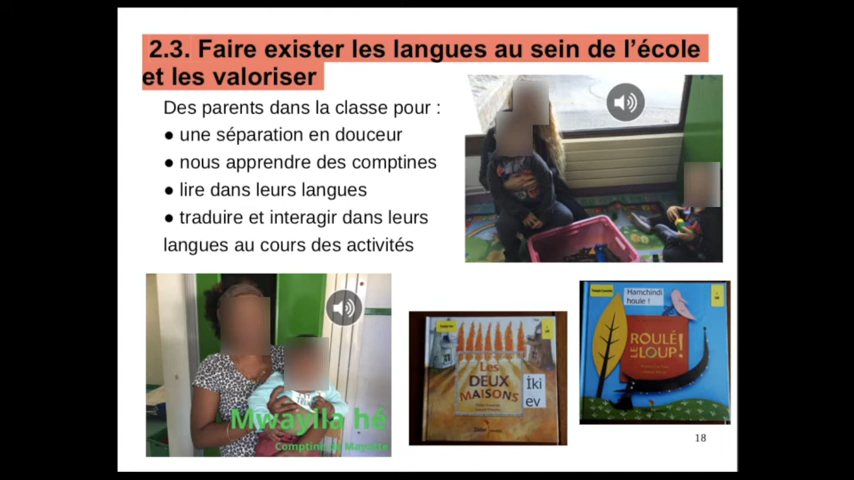 2.3. Faire exister les langues au sein de l'école
et les valoriser
Des parents dans la classe pour :
● une séparation en douceur
● nous apprendre des comptines
● lire dans leurs langues
● traduire et interagir dans leurs
langues au cours des activités
Mwayila hé
Comptine de Mayotte
Les
DEUX
MAISONS
İki
ev
Hamchindi
houle !
ROULÉ
LE LOUP!
18